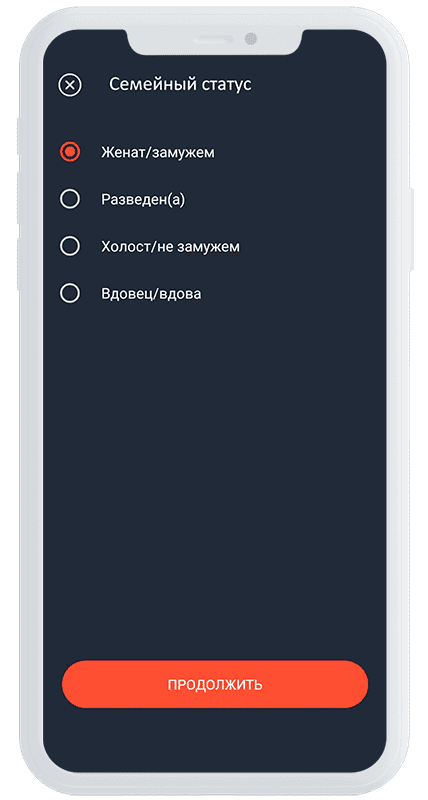 Семейный статус
Женат/замужем
Разведен(а)
Холост/не замужем
Вдовец/вдова
ПРОДОЛЖИТЬ